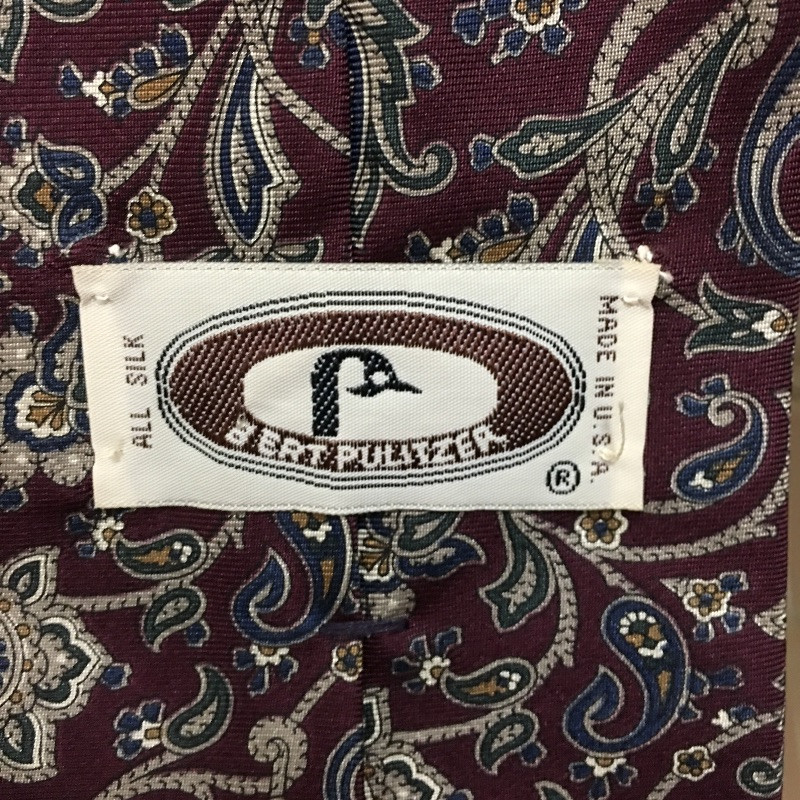 ALL SILK
BERT PULITZER
®
MADE IN U.S.A.